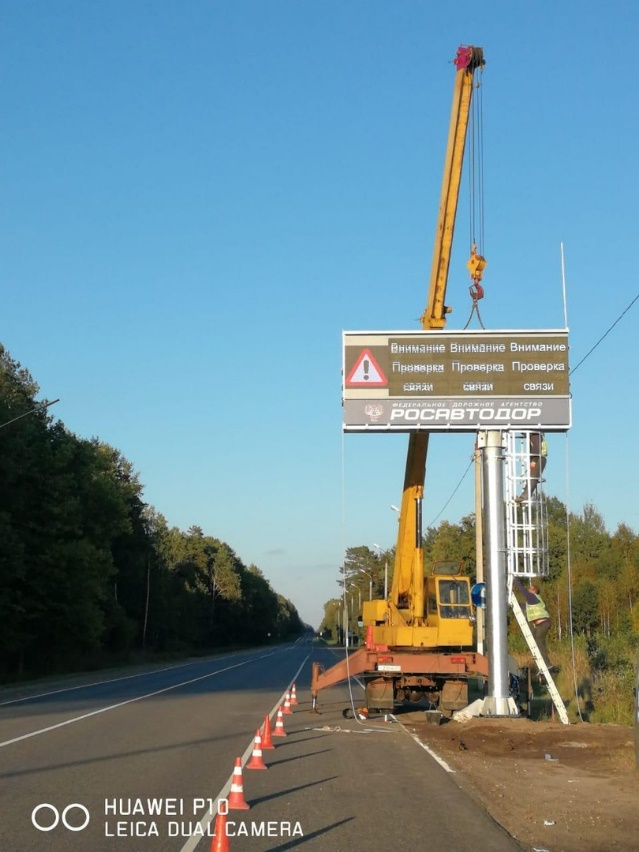 Внимание Внимание Внимание
Проверка Проверка Проверка
связи связи связи
ФЕДЕРАЛЬНОЕ ДОРОЖНОЕ АГЕНТСТВО
РОСАВТОДОР
HUAWEI P10
LEICA DUAL CAMERA